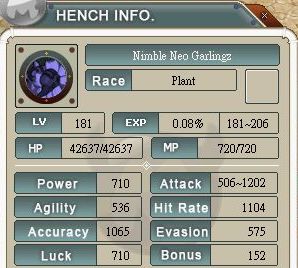 HENCH INFO.
Nimble Neo Garlingz
Race Plant
LV 181 EXP 0.08% 181~206
HP 42637/42637 MP 720/720
Power 710 Attack 506~1202
Agility 536 Hit Rate 1104
Accuracy 1065 Evasion 575
Luck 710 Bonus 152